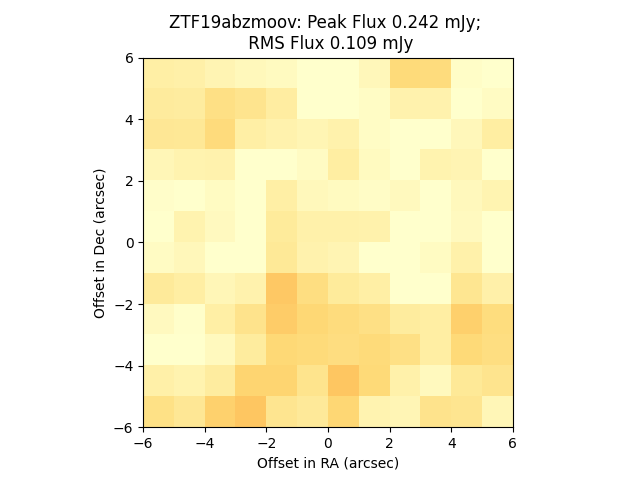 ZTF19abzmoov: Peak Flux 0.242 mJy;
RMS Flux 0.109 mJy
6
4
2
0
−2
−4
−6
Offset in Dec (arcsec)
−6 −4 −2 0 2 4 6
Offset in RA (arcsec)